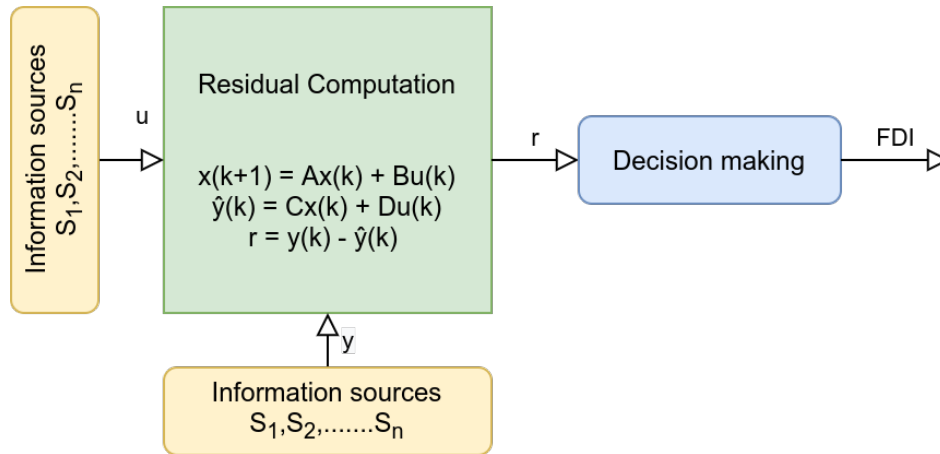 Information sources
S₁,S₂,.......Sₙ
u
Residual Computation
x(k+1) = Ax(k) + Bu(k)
ŷ(k) = Cx(k) + Du(k)
r = y(k) - ŷ(k)
r
Decision making
FDI
y
Information sources
S₁,S₂,.......Sₙ